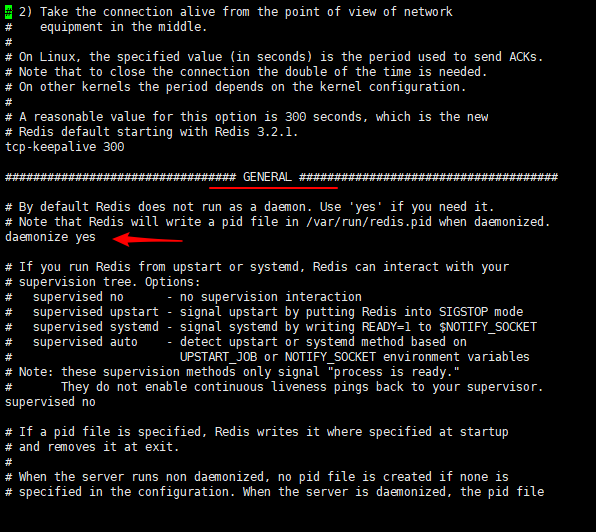 # 2) Take the connection alive from the point of view of network
#    equipment in the middle.
#
# On Linux, the specified value (in seconds) is the period used to send ACKs.
# Note that to close the connection the double of the time is needed.
# On other kernels the period depends on the kernel configuration.
#
# A reasonable value for this option is 300 seconds, which is the new
# Redis default starting with Redis 3.2.1.
tcp-keepalive 300
################################# GENERAL #####################################
# By default Redis does not run as a daemon. Use 'yes' if you need it.
# Note that Redis will write a pid file in /var/run/redis.pid when daemonized.
daemonize yes
# If you run Redis from upstart or systemd, Redis can interact with your
# supervision tree. Options:
#   supervised no      - no supervision interaction
#   supervised upstart - signal upstart by putting Redis into SIGSTOP mode
#   supervised systemd - signal systemd by writing READY=1 to $NOTIFY_SOCKET
#   supervised auto    - detect upstart or systemd method based on
#                        UPSTART_JOB or NOTIFY_SOCKET environment variables
# Note: these supervision methods only signal "process is ready."
#       They do not enable continuous liveness pings back to your supervisor.
supervised no
# If a pid file is specified, Redis writes it where specified at startup
# and removes it at exit.
#
# When the server runs non daemonized, no pid file is created if none is
# specified in the configuration. When the server is daemonized, the pid file